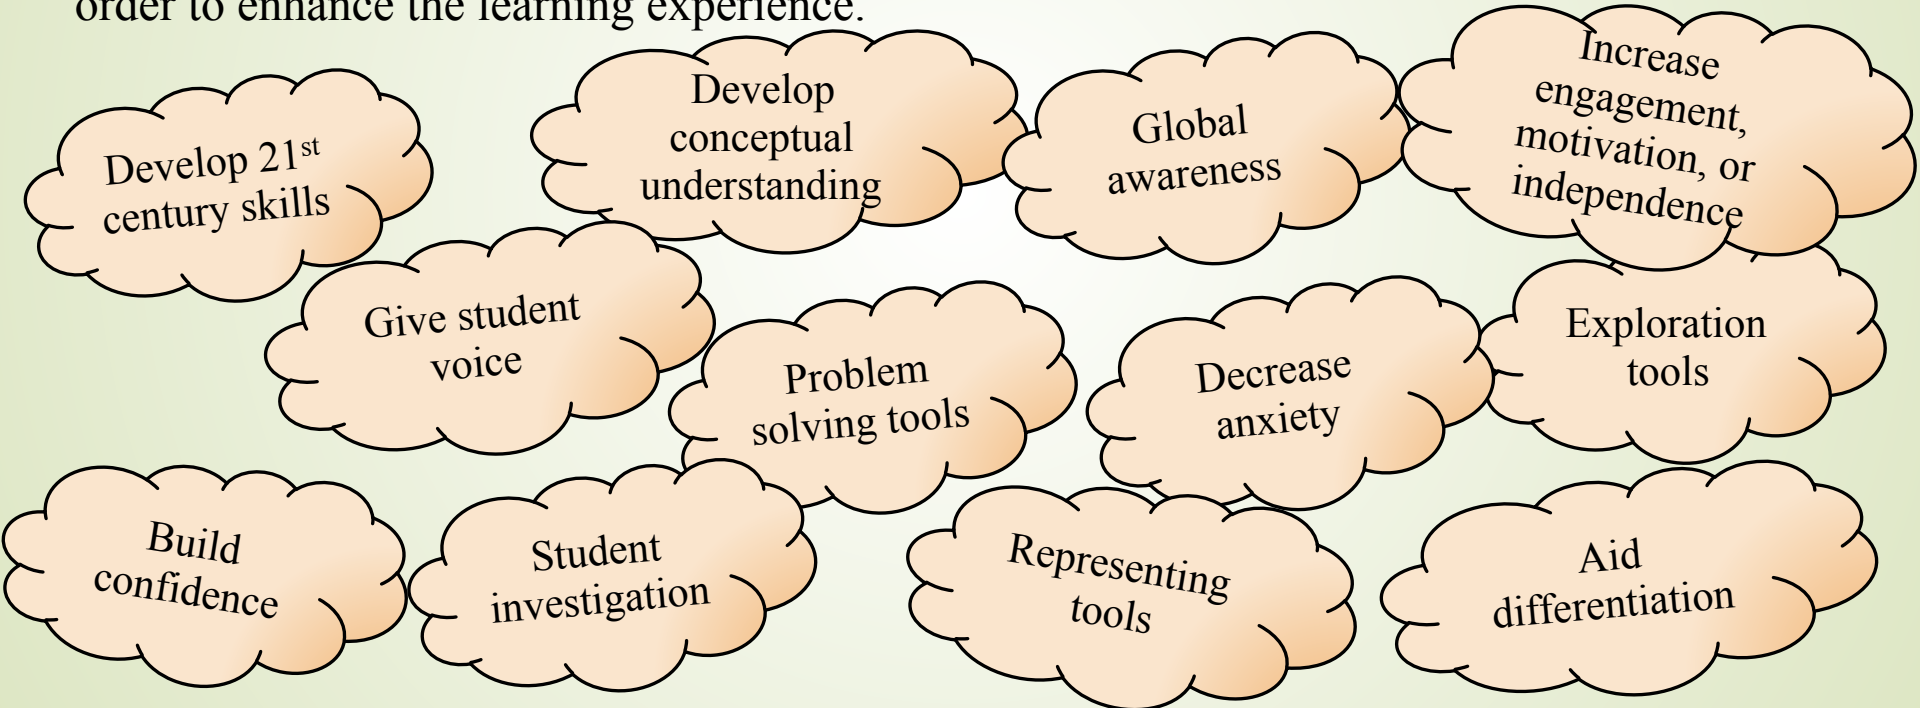 order to enhance the learning experience.
Develop 21st
century skills
Develop
conceptual
understanding
Global
awareness
Increase
engagement,
motivation, or
independence
Give student
voice
Problem
solving tools
Decrease
anxiety
Exploration
tools
Build
confidence
Student
investigation
Representing
tools
Aid
differentiation